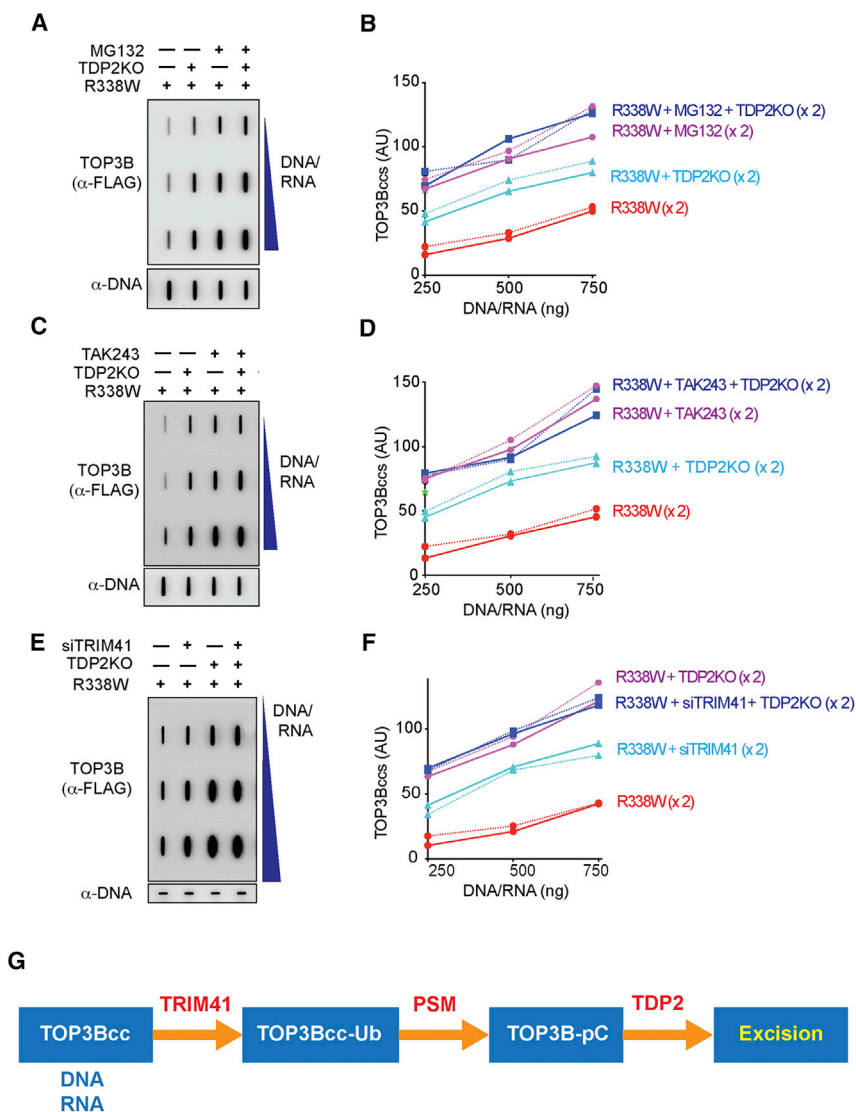 A
MG132 — — + +
TDP2KO — + — +
R338W + + + +
TOP3B
(α-FLAG)
DNA/
RNA
α-DNA
B
150
100
50
0
TOP3Bccs (AU)
250 500 750
DNA/RNA (ng)
R338W + MG132 + TDP2KO (x 2)
R338W + MG132 (x 2)
R338W + TDP2KO (x 2)
R338W (x 2)
C
TAK243 — — + +
TDP2KO — + — +
R338W + + + +
TOP3B
(α-FLAG)
DNA/
RNA
α-DNA
D
150
100
50
0
TOP3Bccs (AU)
250 500 750
DNA/RNA (ng)
R338W + TAK243 + TDP2KO (x 2)
R338W + TAK243 (x 2)
R338W + TDP2KO (x 2)
R338W (x 2)
E
siTRIM41 — + — +
TDP2KO — — + +
R338W + + + +
TOP3B
(α-FLAG)
DNA/
RNA
α-DNA
F
100
50
0
TOP3Bccs (AU)
250 500 750
DNA/RNA (ng)
R338W + TDP2KO (x 2)
R338W + siTRIM41+ TDP2KO (x 2)
R338W + siTRIM41 (x 2)
R338W (x 2)
G
TRIM41 PSM TDP2
TOP3Bcc TOP3Bcc-Ub TOP3B-pC Excision
DNA
RNA